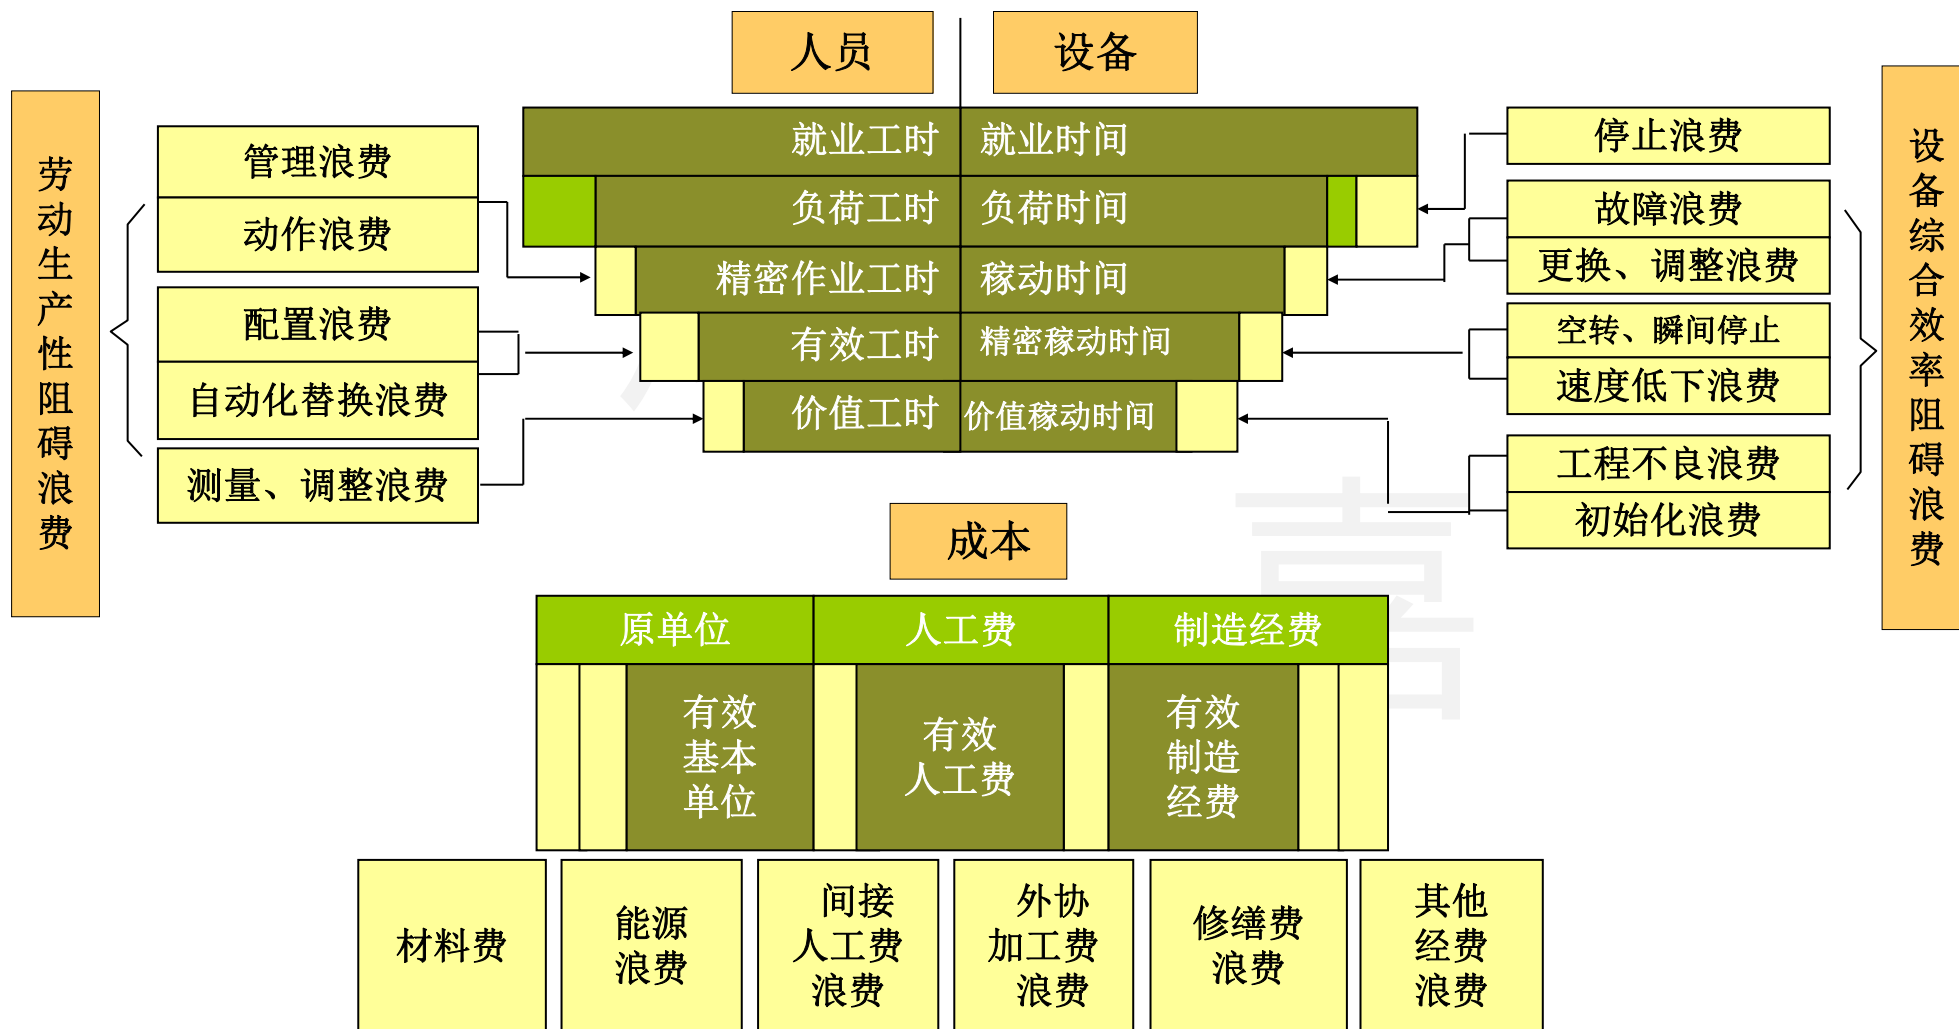 人员
设备
劳动生产性阻碍浪费
管理浪费
动作浪费
配置浪费
自动化替换浪费
测量、调整浪费
就业工时
就业时间
负荷工时
负荷时间
精密作业工时
稼动时间
有效工时
精密稼动时间
价值工时
价值稼动时间
停止浪费
故障浪费
更换、调整浪费
空转、瞬间停止
速度低下浪费
工程不良浪费
初始化浪费
设备综合效率阻碍浪费
成本
原单位
人工费
制造经费
有效
基本
单位
有效
人工费
有效
制造
经费
材料费
能源
浪费
间接
人工费
浪费
外协
加工费
浪费
修缮费
浪费
其他
经费
浪费